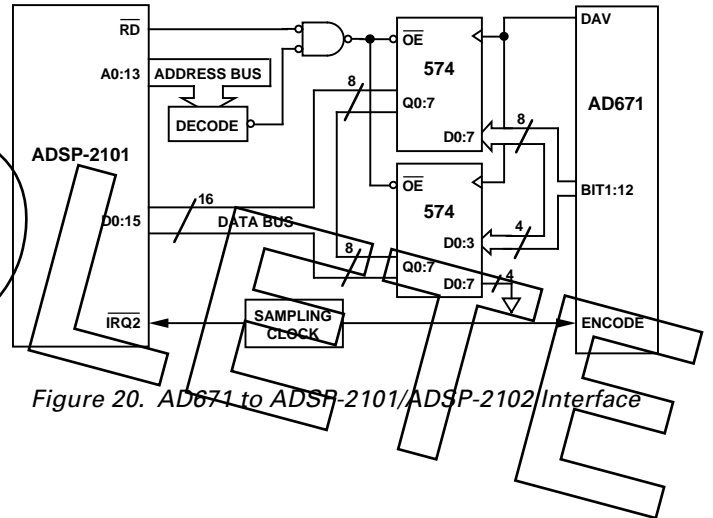 RD
A0:13
ADDRESS BUS
DECODE
ADSP-2101
D0:15
16
DATA BUS
IRQ2
SAMPLING
CLOCK
8
OE
574
Q0:7
D0:7
8
OE
574
D0:3
Q0:7
D0:7
8
4
4
DAV
AD671
BIT1:12
ENCODE
Figure 20. AD671 to ADSP-2101/ADSP-2102 Interface